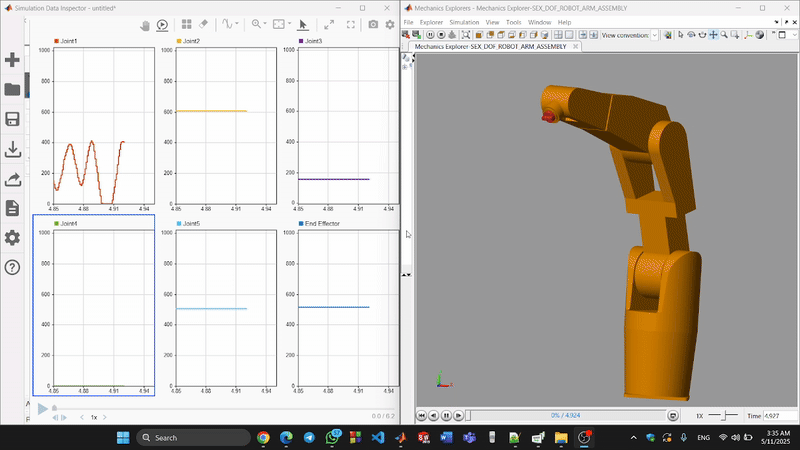 Simulation Data Inspector - untitled*
Joint1
Joint2
Joint3
1000
800
600
400
200
0
4.85 4.88 4.91 4.94
1000
800
600
400
200
0
4.85 4.88 4.91 4.94
1000
800
600
400
200
0
4.85 4.88 4.91 4.94
Joint4
Joint5
End Effector
1000
800
600
400
200
0
4.85 4.88 4.91 4.94
1000
800
600
400
200
0
4.85 4.88 4.91 4.94
1000
800
600
400
200
0
4.85 4.88 4.91 4.94
1x
0.0 / 6.2
Mechanics Explorers - Mechanics Explorer-SEX_DOF_ROBOT_ARM_ASSEMBLY
File Explorer Simulation View Tools Window Help
View convention:
Mechanics Explorer-SEX_DOF_ROBOT_ARM_ASSEMBLY
0% / 4.924
1X
Time 4.927
Search
ENG
3:35 AM
5/11/2025